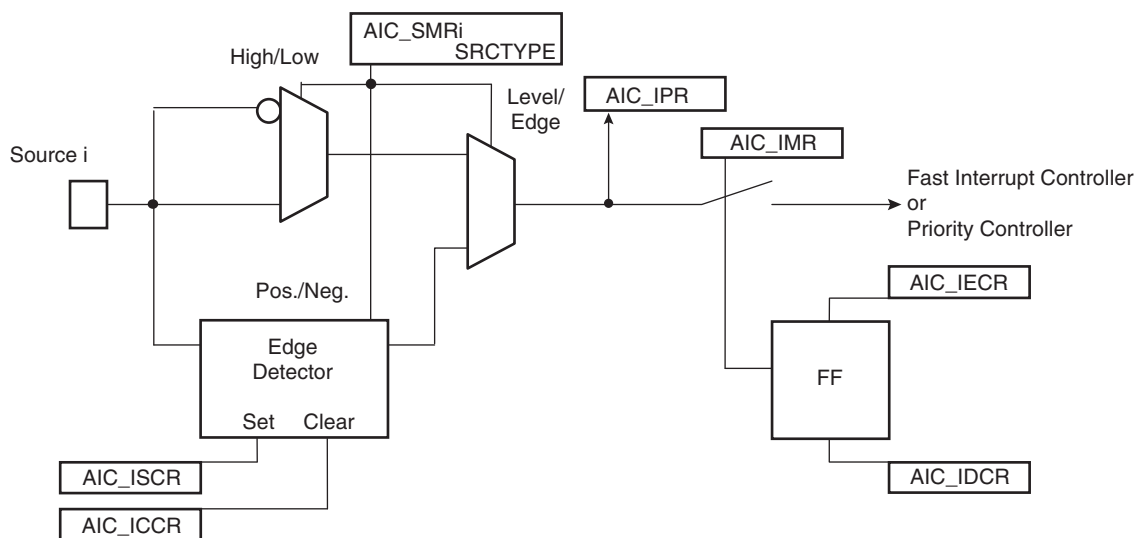 AIC_SMRi
SRCTYPE
High/Low
Level/
Edge
AIC_IPR
AIC_IMR
Source i
Fast Interrupt Controller
or
Priority Controller
Pos./Neg.
AIC_IECR
Edge
Detector
FF
Set Clear
AIC_ISCR
AIC_IDCR
AIC_ICCR